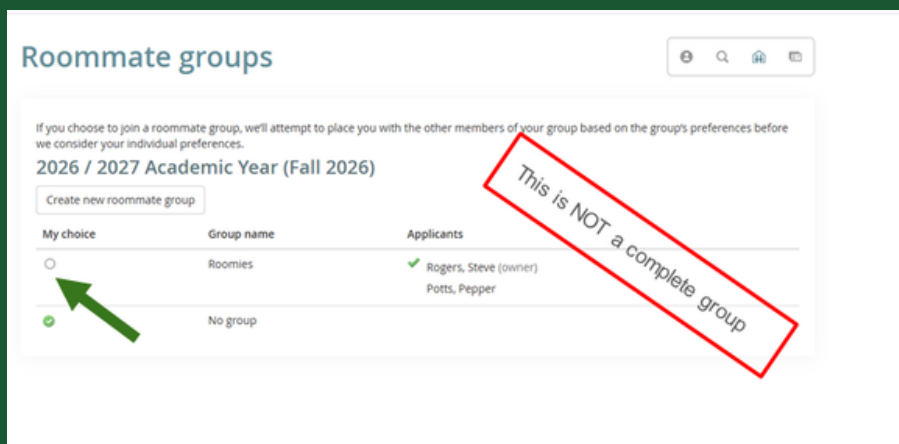 Roommate groups
If you choose to join a roommate group, we'll attempt to place you with the other members of your group based on the group's preferences before
we consider your individual preferences.
2026 / 2027 Academic Year (Fall 2026)
Create new roommate group
My choice Group name Applicants
Roomies Rogers, Steve (owner)
Potts, Pepper
No group
This is NOT a complete group